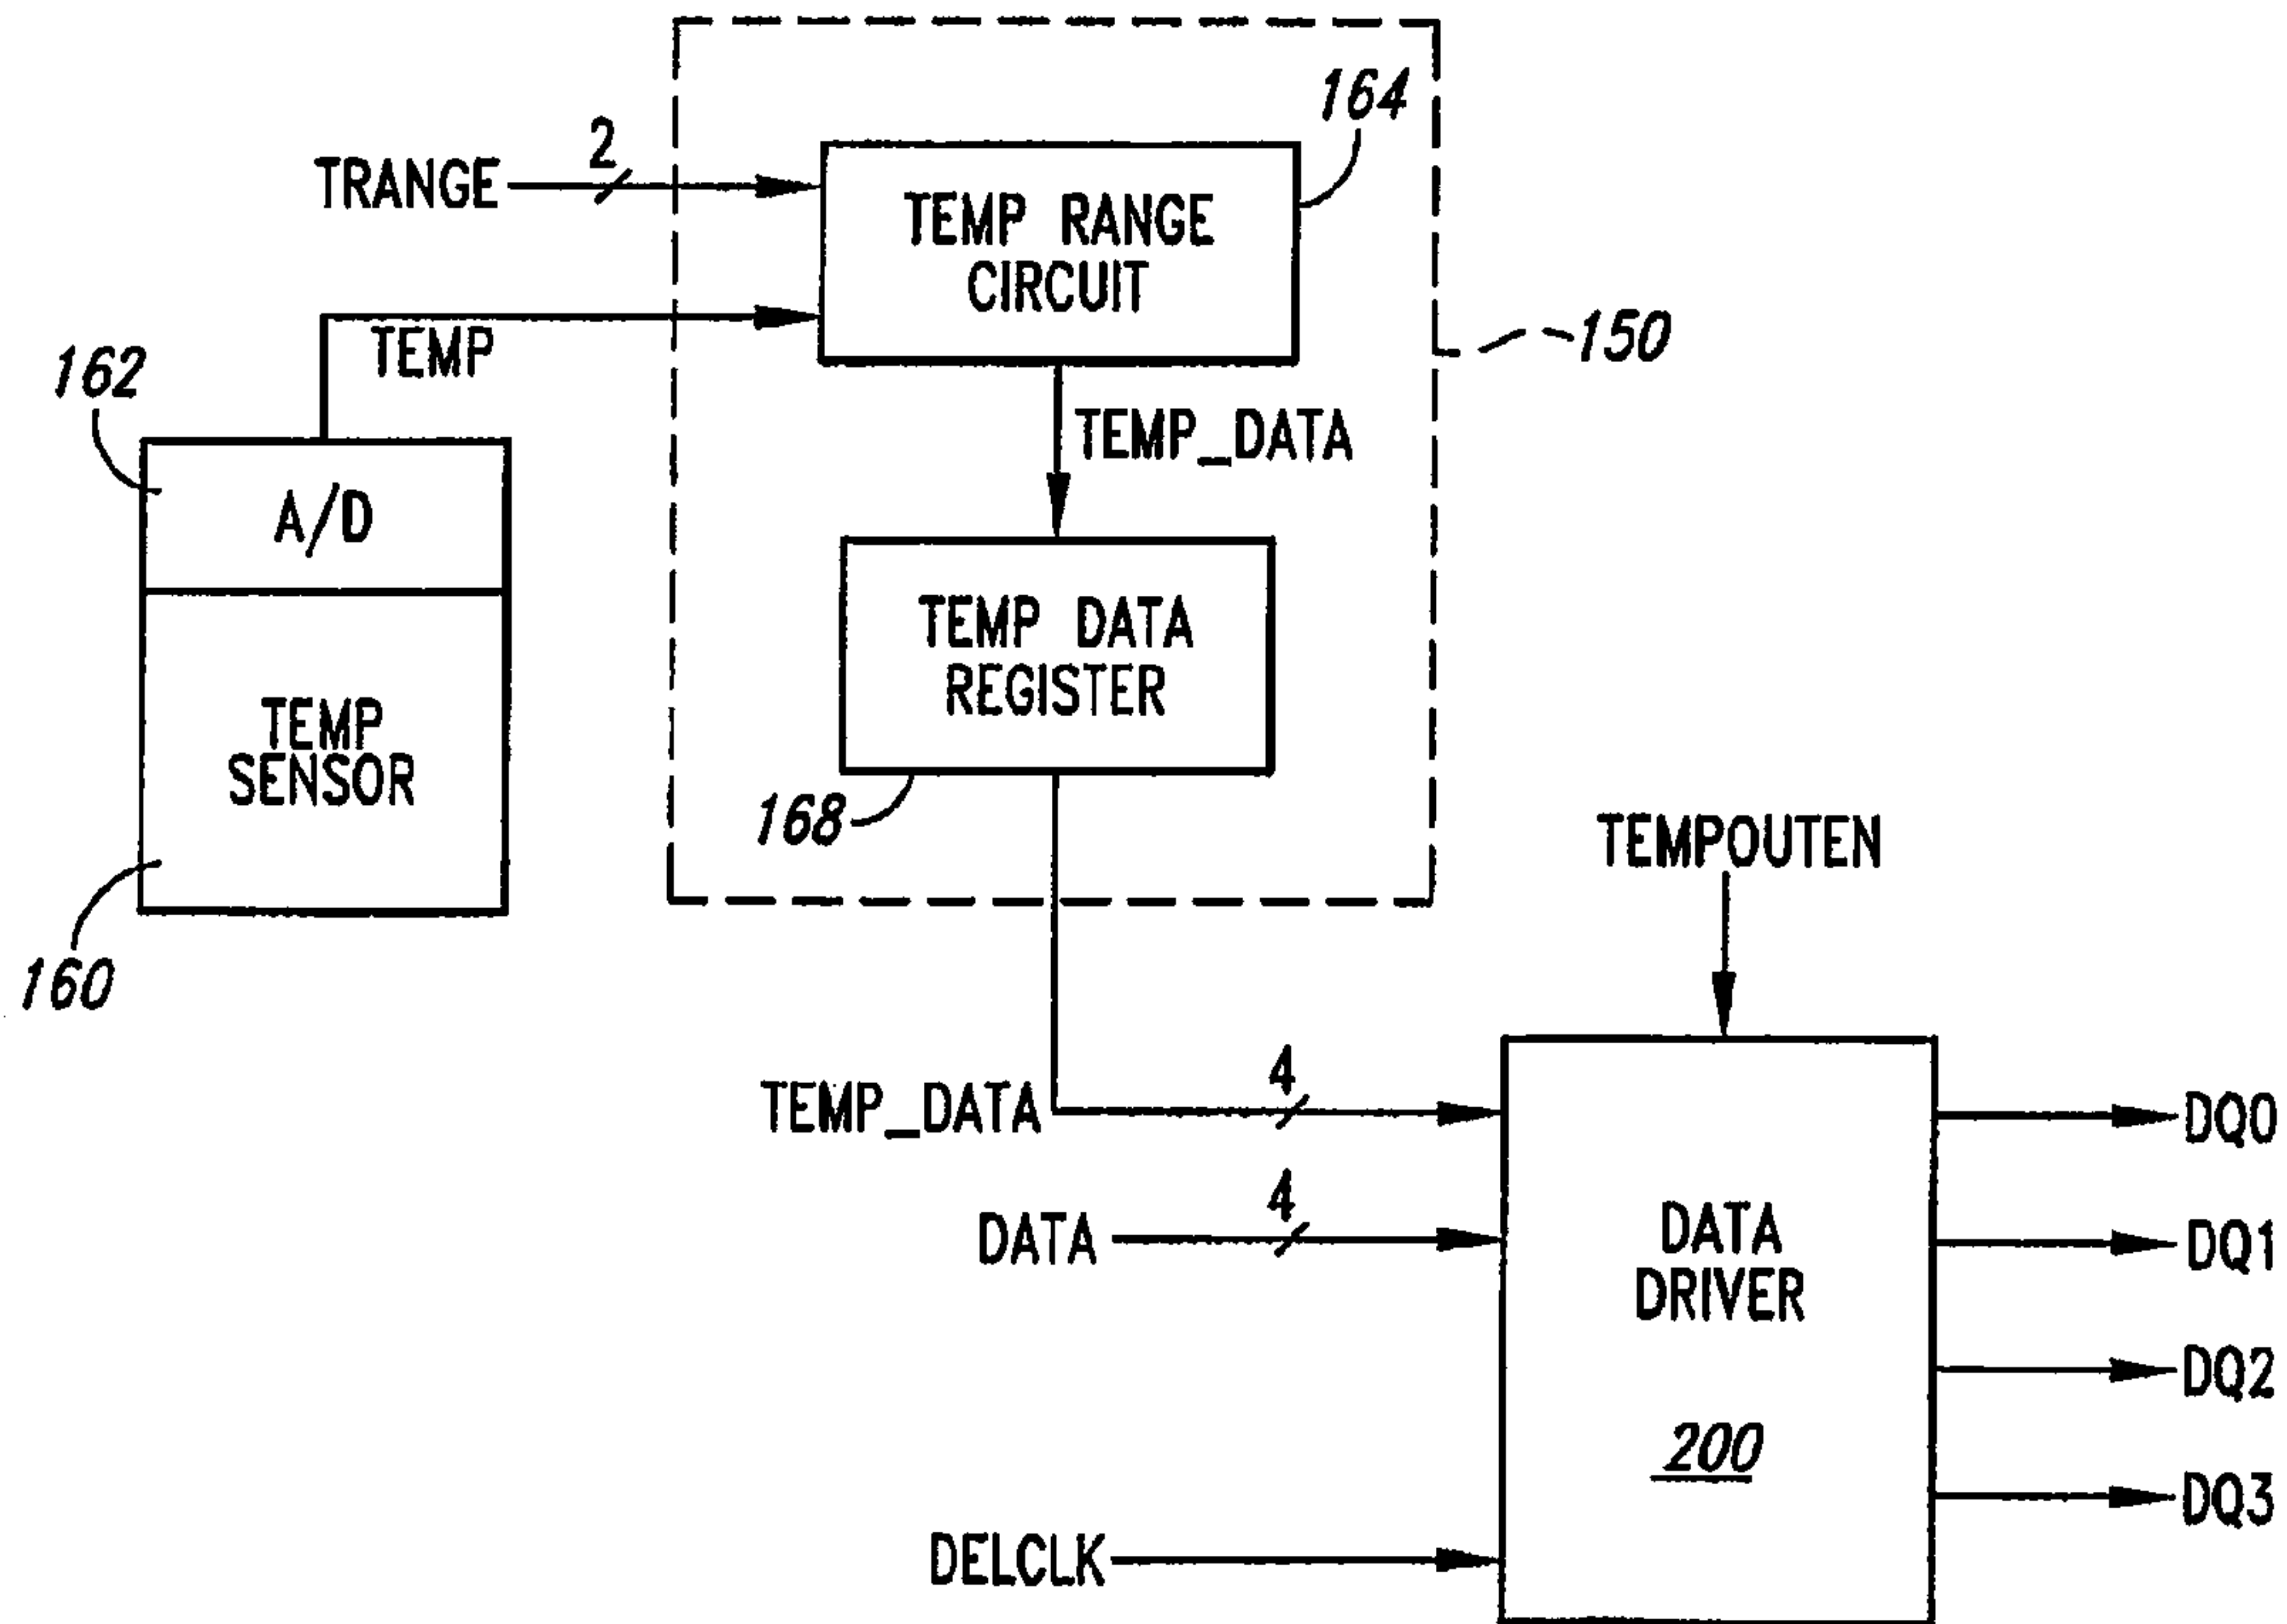 164
2
TRANGE
TEMP RANGE
CIRCUIT
150
TEMP
162
TEMP_DATA
A/D
TEMP DATA
REGISTER
TEMP
SENSOR
168
TEMPOUTEN
160
TEMP_DATA
4
DQ0
DATA
4
DATA
DRIVER
DQ1
DQ2
200
DQ3
DELCLK